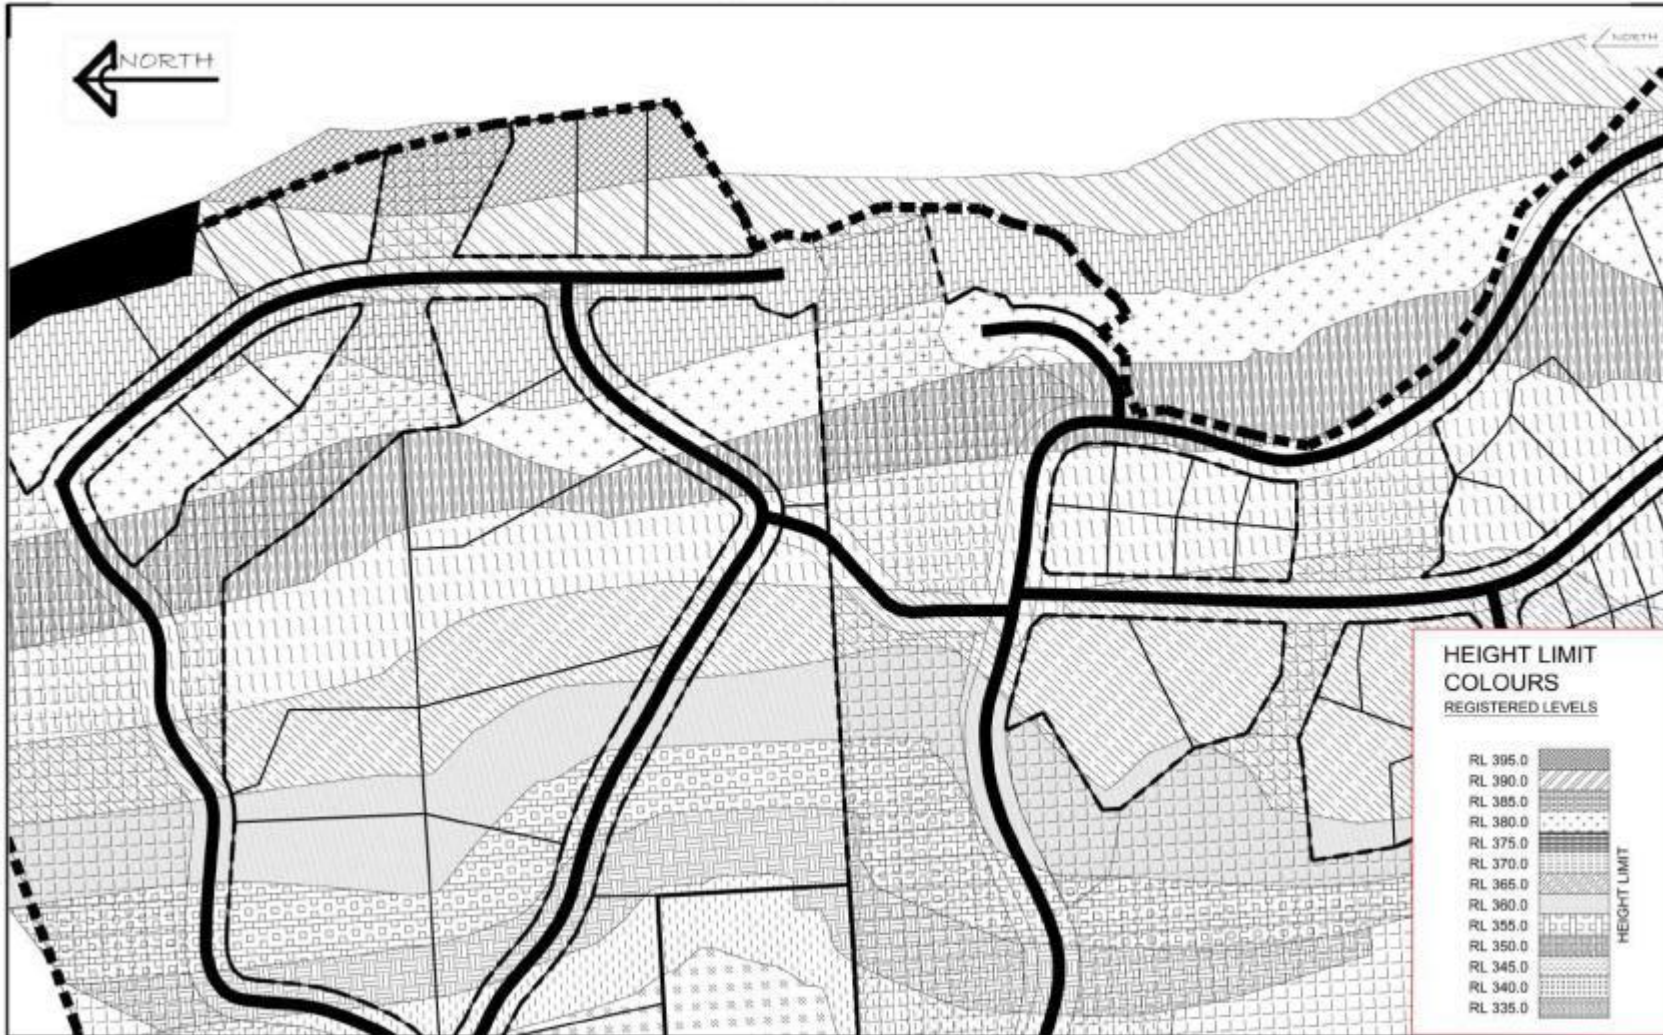 NORTH
NORTH
HEIGHT LIMIT
COLOURS
REGISTERED LEVELS
RL 395.0
RL 390.0
RL 385.0
RL 380.0
RL 375.0
RL 370.0
RL 365.0
RL 360.0
RL 355.0
RL 350.0
RL 345.0
RL 340.0
RL 335.0
HEIGHT LIMIT